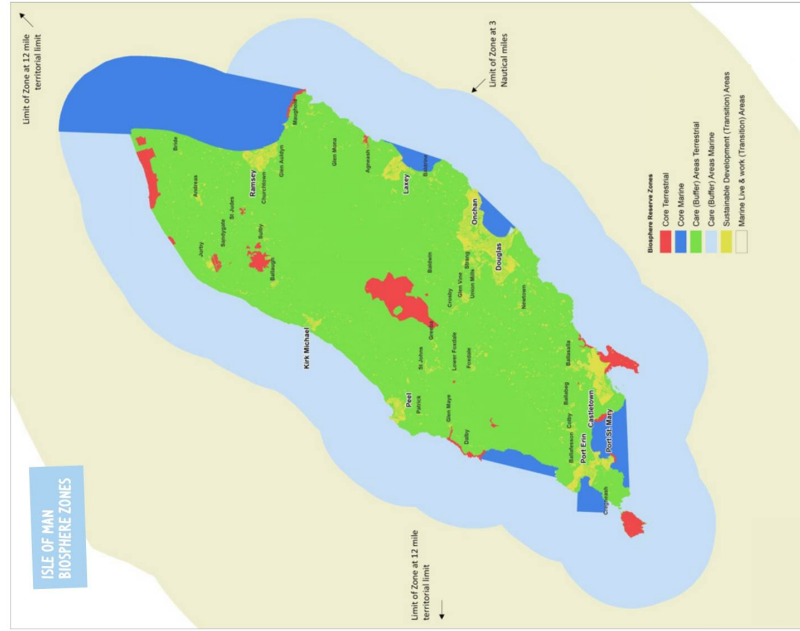 ISLE OF MAN
BIOSPHERE ZONES
Limit of Zone at 12 mile
territorial limit
Limit of Zone at 3
Nautical miles
Limit of Zone at 12 mile
territorial limit
Bride
Andreas
St Judes
Sandygate
Jurby
Ramsey
Churchtown
Glen Auldyn
Maughold
Sulby
Ballaugh
Glen Mona
Kirk Michael
Agneash
Laxey
Baldrine
Onchan
Douglas
Baldwin
Strang
Union Mills
Glen Vine
Crosby
Newtown
Greeba
St Johns
Lower Foxdale
Foxdale
Peel
Patrick
Glen Maye
Dalby
Ballasalla
Ballabeg
Castletown
Colby
Ballafesson
Port Erin
Port St Mary
Cregneash
Biosphere Reserve Zones
Core Terrestrial
Core Marine
Care (Buffer) Areas Terrestrial
Care (Buffer) Areas Marine
Sustainable Development (Transition) Areas
Marine Live & work (Transition) Areas